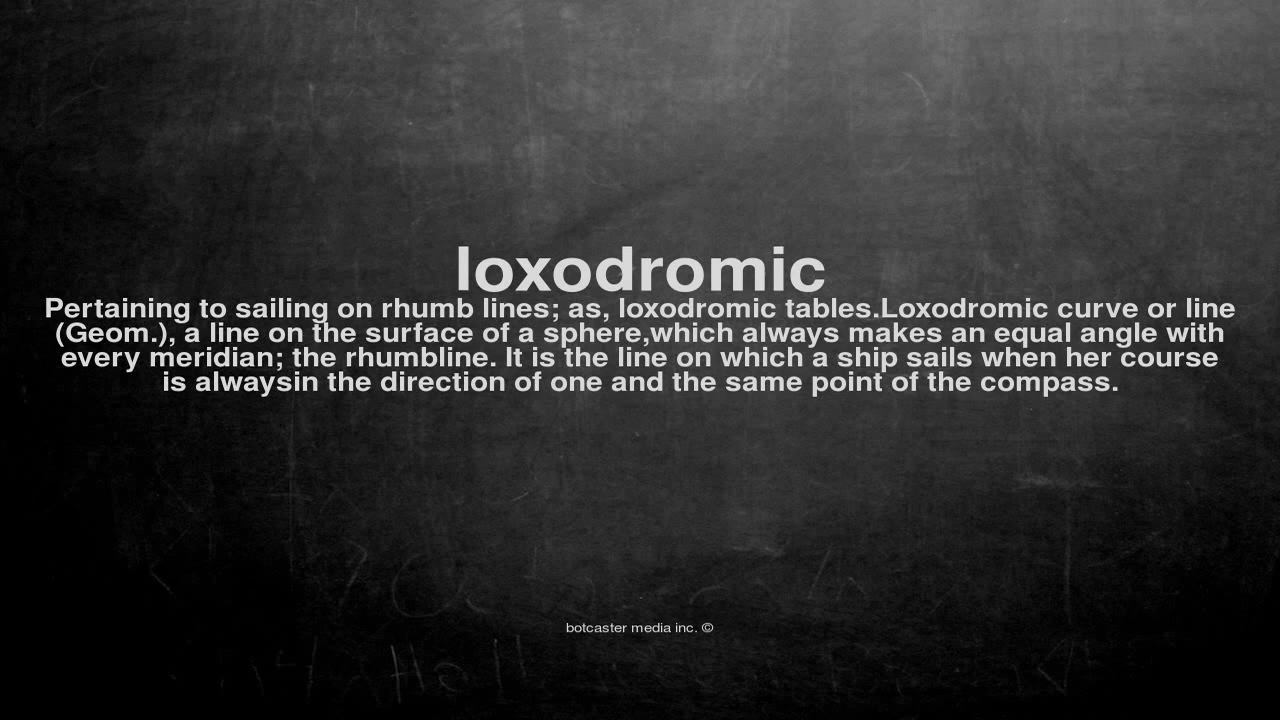 loxodromic
Pertaining to sailing on rhumb lines; as, loxodromic tables.Loxodromic curve or line
(Geom.), a line on the surface of a sphere,which always makes an equal angle with
every meridian; the rhumbline. It is the line on which a ship sails when her course
is alwaysin the direction of one and the same point of the compass.
botcaster media inc. ©